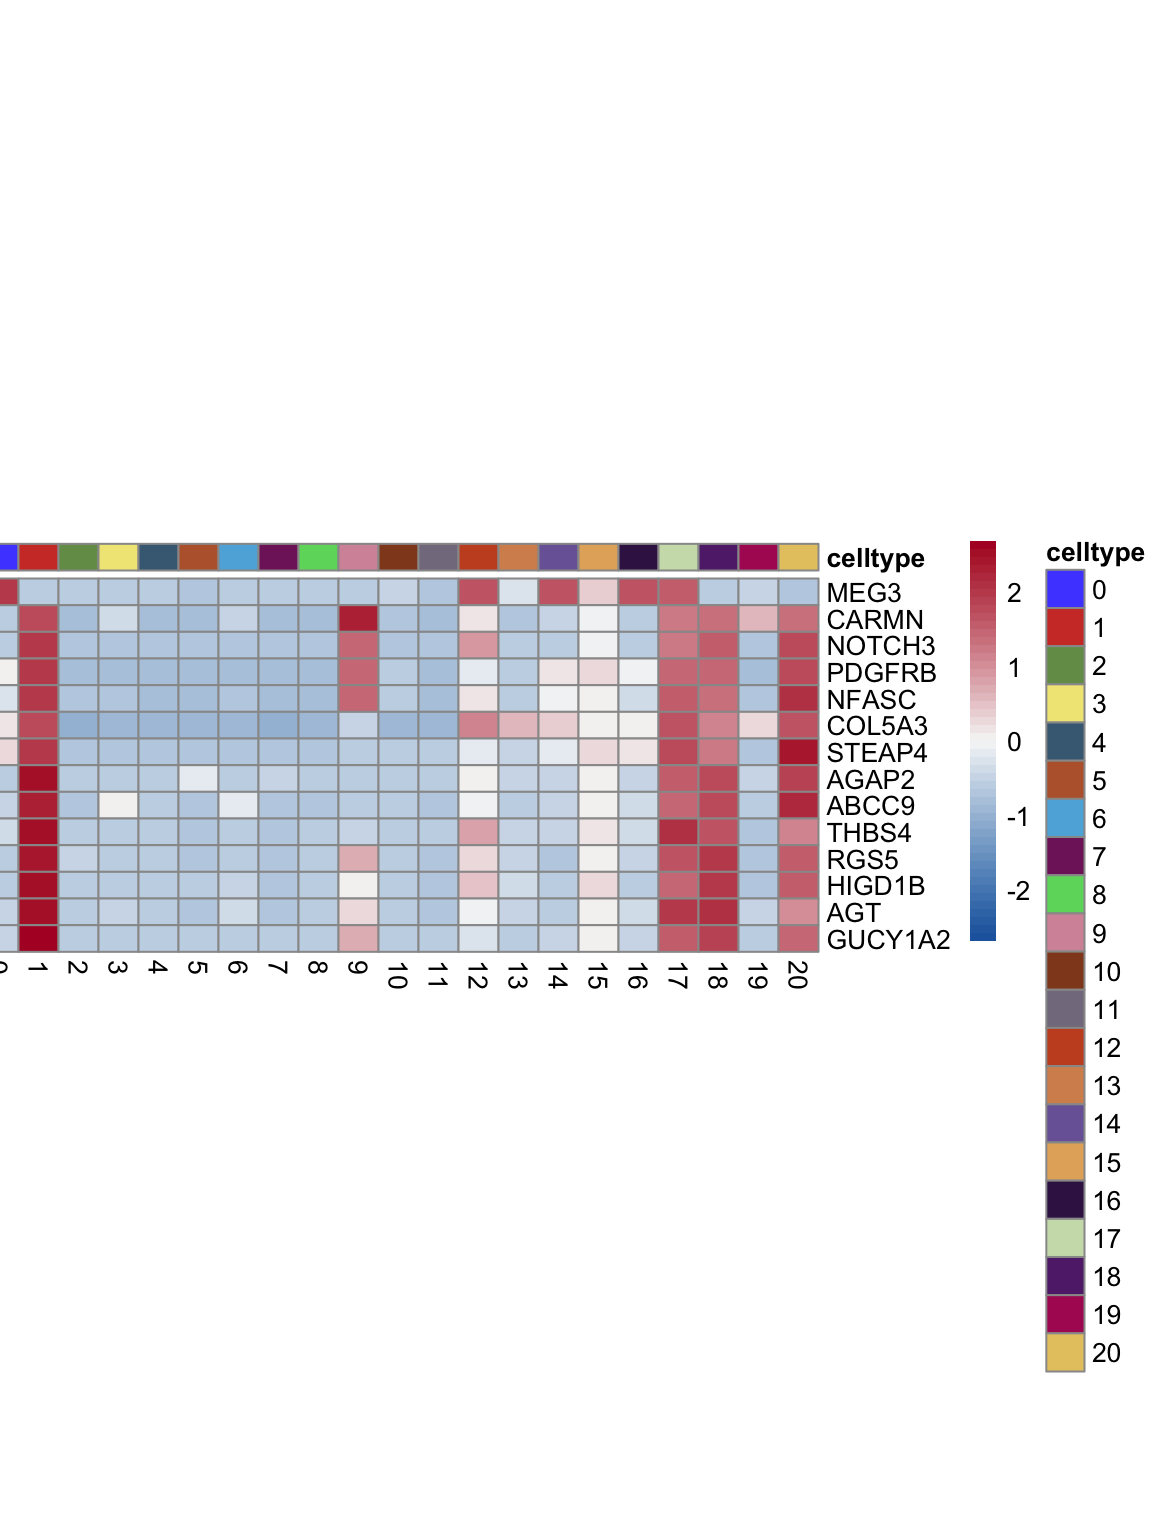 celltype
MEG3
CARMN
NOTCH3
PDGFRB
NFASC
COL5A3
STEAP4
AGAP2
ABCC9
THBS4
RGS5
HIGD1B
AGT
GUCY1A2
0 1 2 3 4 5 6 7 8 9 10 11 12 13 14 15 16 17 18 19 20
2
1
0
-1
-2
celltype
0
1
2
3
4
5
6
7
8
9
10
11
12
13
14
15
16
17
18
19
20